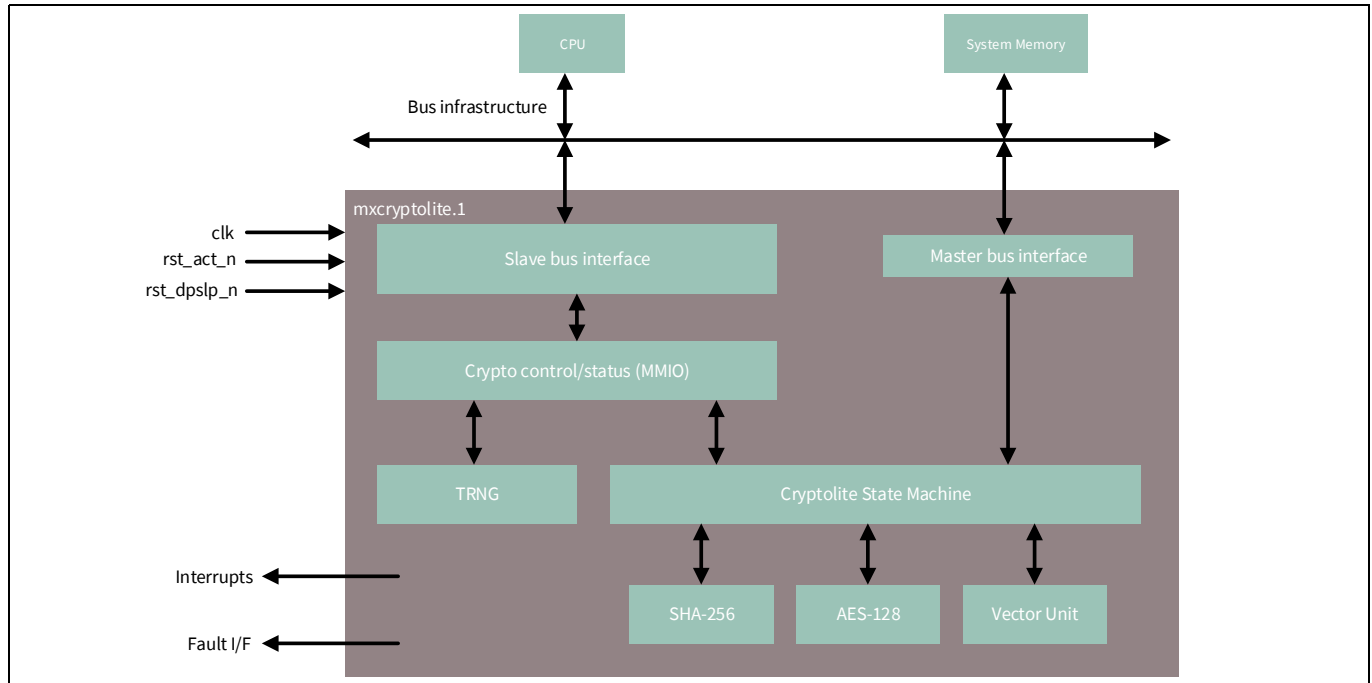 CPU
System Memory
Bus infrastructure
mxcryptolite.1
clk
rst_act_n
rst_dpslp_n
Slave bus interface
Master bus interface
Crypto control/status (MMIO)
TRNG
Cryptolite State Machine
Interrupts
Fault I/F
SHA-256
AES-128
Vector Unit